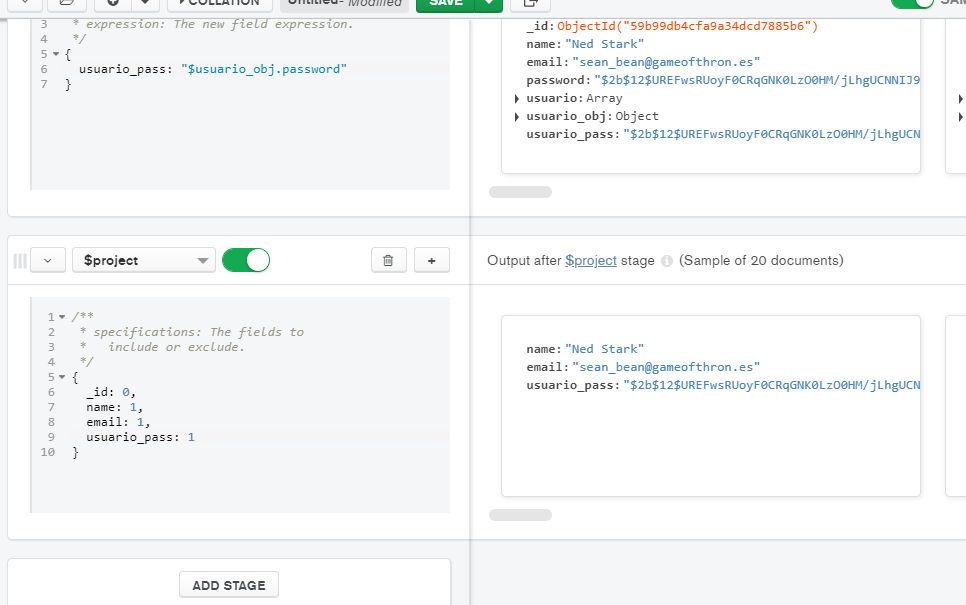 COLLATION
Untitled- Modified
SAVE
SAM
3 * expression: The new field expression.
4 */
5 {
6 usuario_pass: "$usuario_obj.password"
7 }
_id: ObjectId("59b99db4cfa9a34dcd7885b6")
name: "Ned Stark"
email: "sean_bean@gameofthron.es"
password: "$2b$12$UREFwsRUoyF0CRqGNK0LzO0HM/jLhgUCNNIJ9
usuario: Array
usuario_obj: Object
usuario_pass: "$2b$12$UREFwsRUoyF0CRqGNK0LzO0HM/jLhgUCN
$project
Output after $project stage (Sample of 20 documents)
1 /**
2 * specifications: The fields to
3 * include or exclude.
4 */
5 {
6 _id: 0,
7 name: 1,
8 email: 1,
9 usuario_pass: 1
10 }
name: "Ned Stark"
email: "sean_bean@gameofthron.es"
usuario_pass: "$2b$12$UREFwsRUoyF0CRqGNK0LzO0HM/jLhgUCN
ADD STAGE